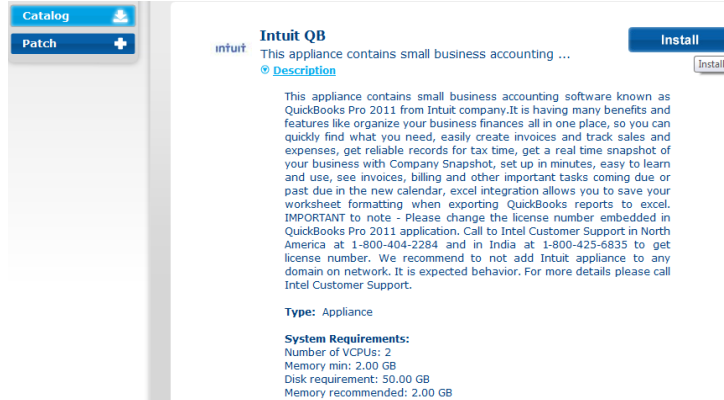 Catalog
Patch
intuit
Intuit QB
This appliance contains small business accounting ...
Description
Install
Install
This appliance contains small business accounting software known as
QuickBooks Pro 2011 from Intuit company.It is having many benefits and
features like organize your business finances all in one place, so you can
quickly find what you need, easily create invoices and track sales and
expenses, get reliable records for tax time, get a real time snapshot of
your business with Company Snapshot, set up in minutes, easy to learn
and use, see invoices, billing and other important tasks coming due or
past due in the new calendar, excel integration allows you to save your
worksheet formatting when exporting QuickBooks reports to excel.
IMPORTANT to note - Please change the license number embedded in
QuickBooks Pro 2011 application. Call to Intel Customer Support in North
America at 1-800-404-2284 and in India at 1-800-425-6835 to get
license number. We recommend to not add Intuit appliance to any
domain on network. It is expected behavior. For more details please call
Intel Customer Support.
Type: Appliance
System Requirements:
Number of VCPUs: 2
Memory min: 2.00 GB
Disk requirement: 50.00 GB
Memory recommended: 2.00 GB